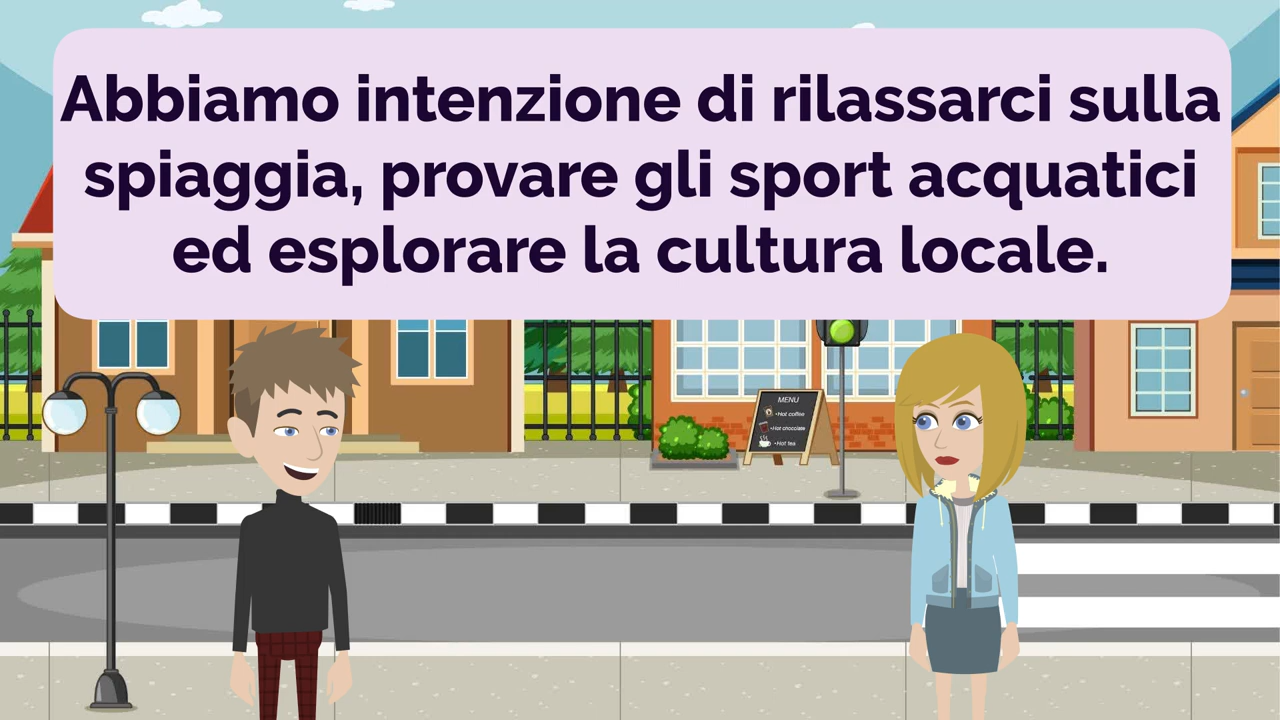 Abbiamo intenzione di rilassarci sulla
spiaggia, provare gli sport acquatici
ed esplorare la cultura locale.
MENU
•Hot coffee
•Hot chocolate
•Hot tea